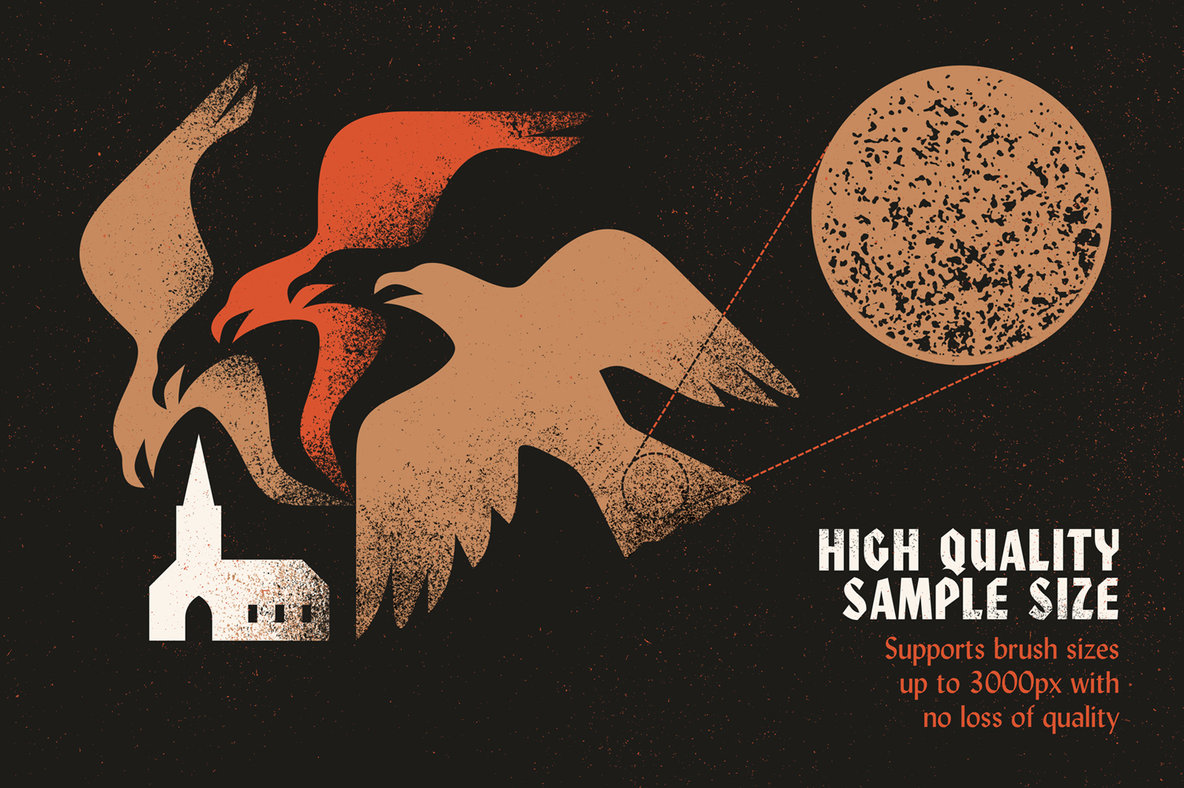 HIGH QUALITY
SAMPLE SIZE
Supports brush sizes
up to 3000px with
no loss of quality